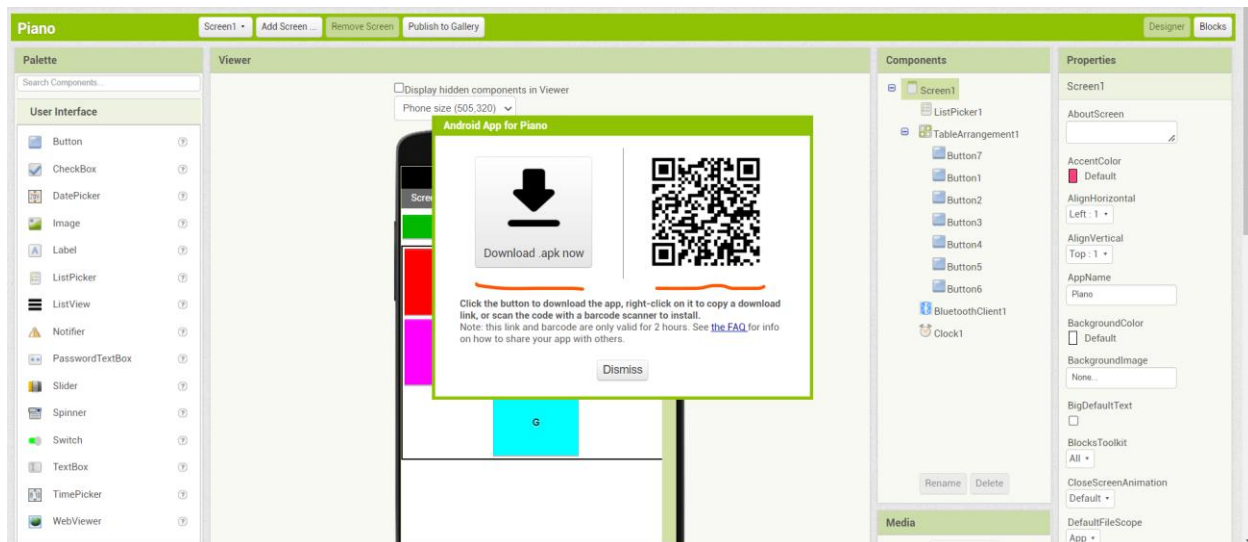 Piano
Screen1
Add Screen ...
Remove Screen
Publish to Gallery
Designer
Blocks
Palette
Search Components...
User Interface
Button
CheckBox
DatePicker
Image
Label
ListPicker
ListView
Notifier
PasswordTextBox
Slider
Spinner
Switch
TextBox
TimePicker
WebViewer
Viewer
Display hidden components in Viewer
Phone size (505,320)
Android App for Piano
Download .apk now
Click the button to download the app, right-click on it to copy a download
link, or scan the code with a barcode scanner to install.
Note: this link and barcode are only valid for 2 hours. See the FAQ for info
on how to share your app with others.
Dismiss
G
Components
Screen1
ListPicker1
TableArrangement1
Button7
Button1
Button2
Button3
Button4
Button5
Button6
BluetoothClient1
Clock1
Rename
Delete
Media
Properties
Screen1
AboutScreen
AccentColor
Default
AlignHorizontal
Left : 1
AlignVertical
Top : 1
AppName
Piano
BackgroundColor
Default
BackgroundImage
None...
BigDefaultText
BlocksToolkit
All
CloseScreenAnimation
Default
DefaultFileScope
App